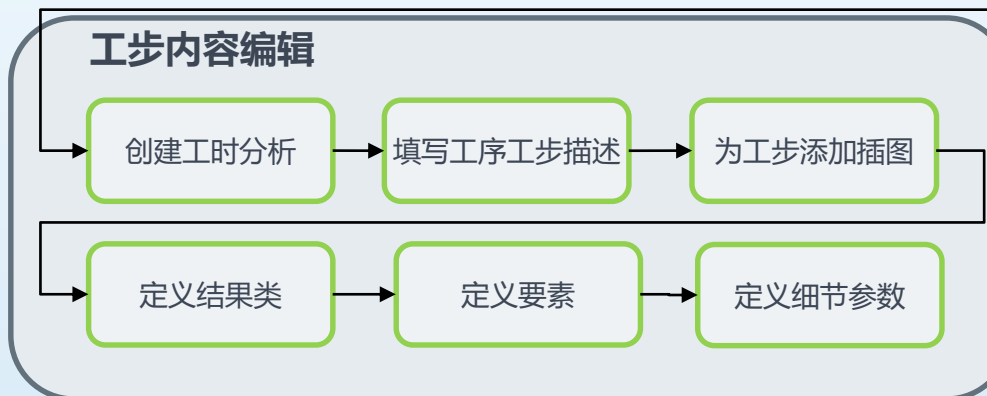 工步内容编辑
创建工时分析
填写工序工步描述
为工步添加插图
定义结果类
定义要素
定义细节参数